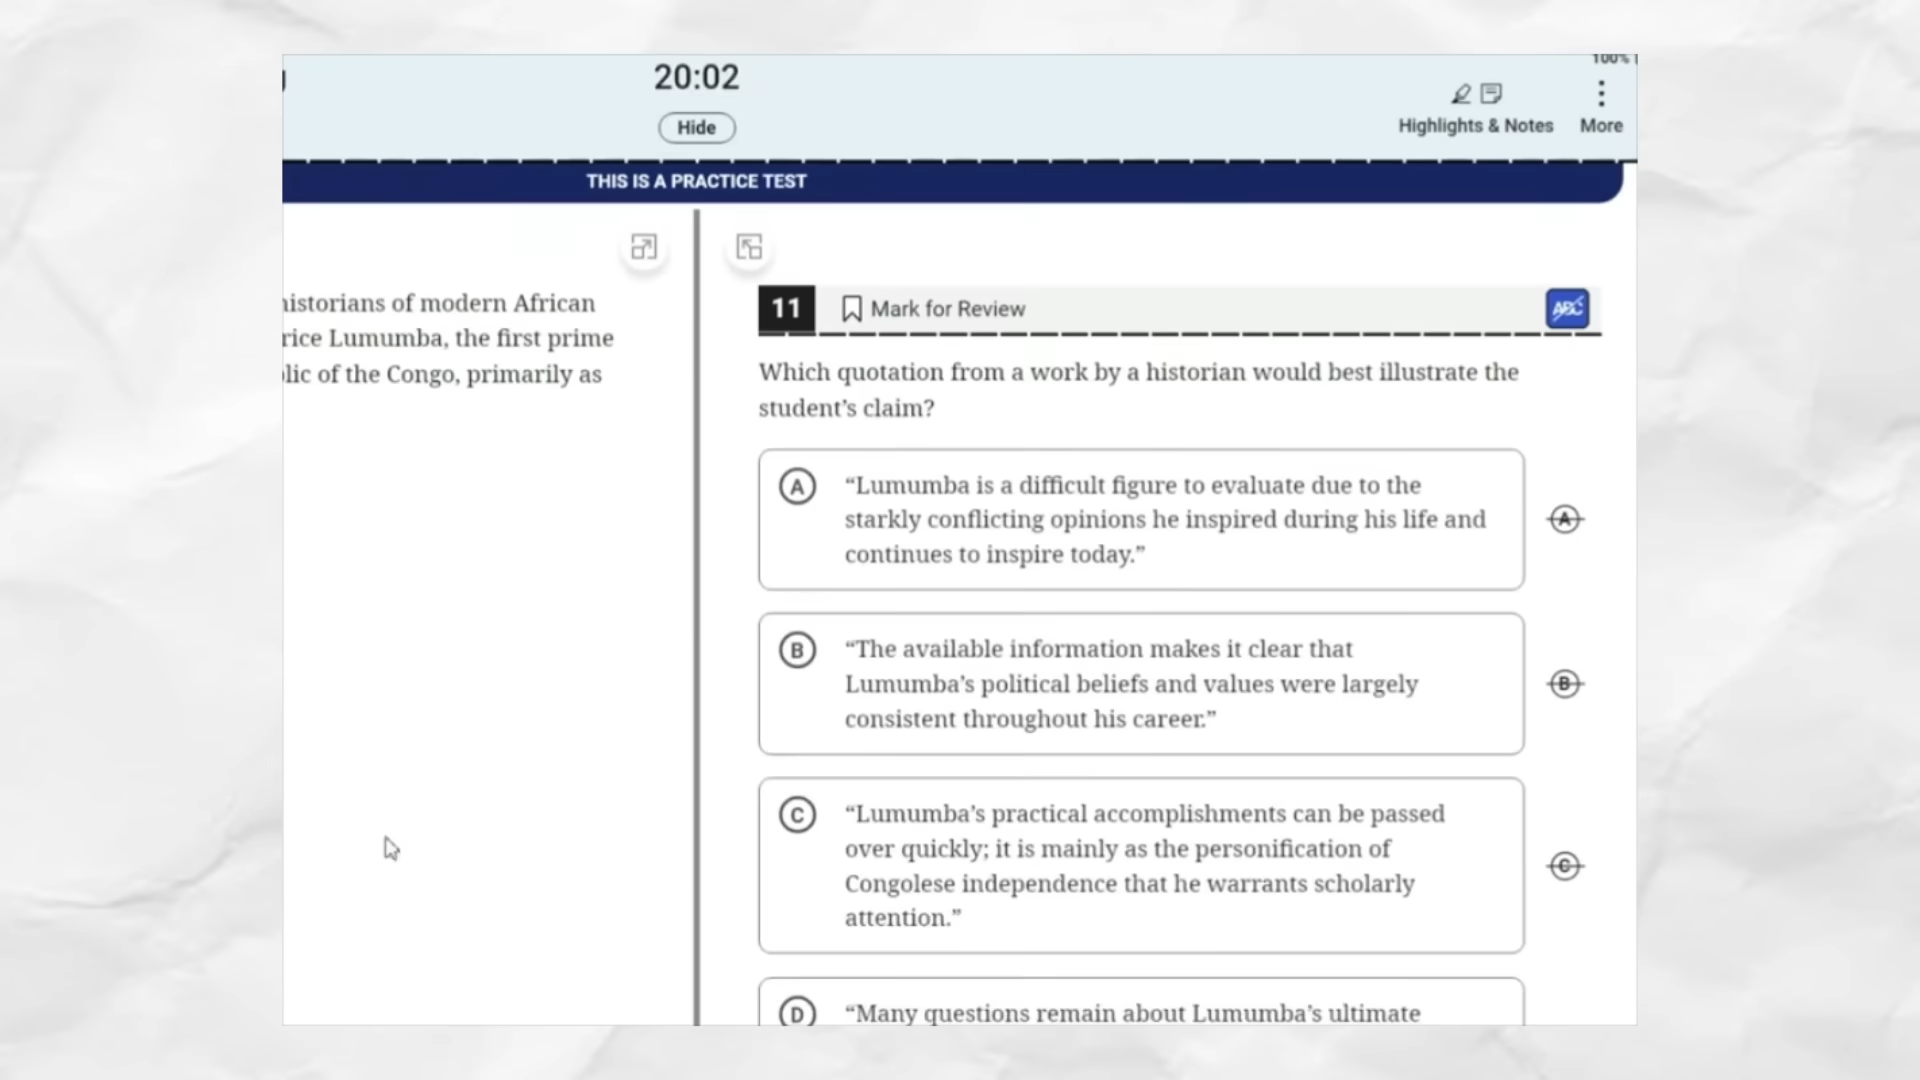 20:02
Hide
100%
Highlights & Notes
More
THIS IS A PRACTICE TEST
historians of modern African
rice Lumumba, the first prime
lic of the Congo, primarily as
11
Mark for Review
ABC
Which quotation from a work by a historian would best illustrate the
student’s claim?
A
“Lumumba is a difficult figure to evaluate due to the
starkly conflicting opinions he inspired during his life and
continues to inspire today.”
A
B
“The available information makes it clear that
Lumumba’s political beliefs and values were largely
consistent throughout his career.”
B
C
“Lumumba’s practical accomplishments can be passed
over quickly; it is mainly as the personification of
Congolese independence that he warrants scholarly
attention.”
C
D
“Many questions remain about Lumumba’s ultimate